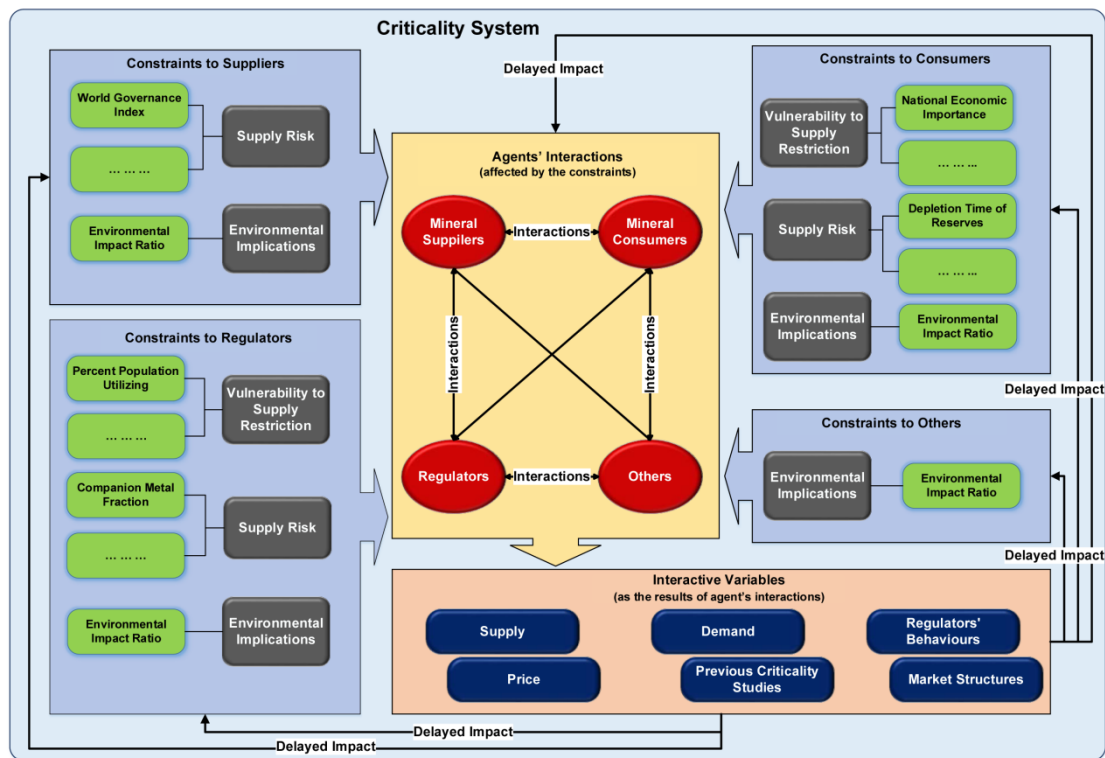 Criticality System
Constraints to Suppliers
World Governance
Index
… … …
Supply Risk
Environmental
Impact Ratio
Environmental
Implications
Constraints to Regulators
Percent Population
Utilizing
… … …
Vulnerability to
Supply
Restriction
Companion Metal
Fraction
… … …
Supply Risk
Environmental
Impact Ratio
Environmental
Implications
Delayed Impact
Agents' Interactions
(affected by the constraints)
Mineral
Suppilers
Interactions
Mineral
Consumers
Interactions
Interactions
Regulators
Interactions
Others
Constraints to Consumers
Vulnerability to
Supply
Restriction
National Economic
Importance
… … ...
Supply Risk
Depletion Time of
Reserves
… … ...
Environmental
Implications
Environmental
Impact Ratio
Delayed Impact
Constraints to Others
Environmental
Implications
Environmental
Impact Ratio
Delayed Impact
Interactive Variables
(as the results of agent's interactions)
Supply
Demand
Regulators'
Behaviours
Price
Previous Criticality
Studies
Market Structures
Delayed Impact
Delayed Impact